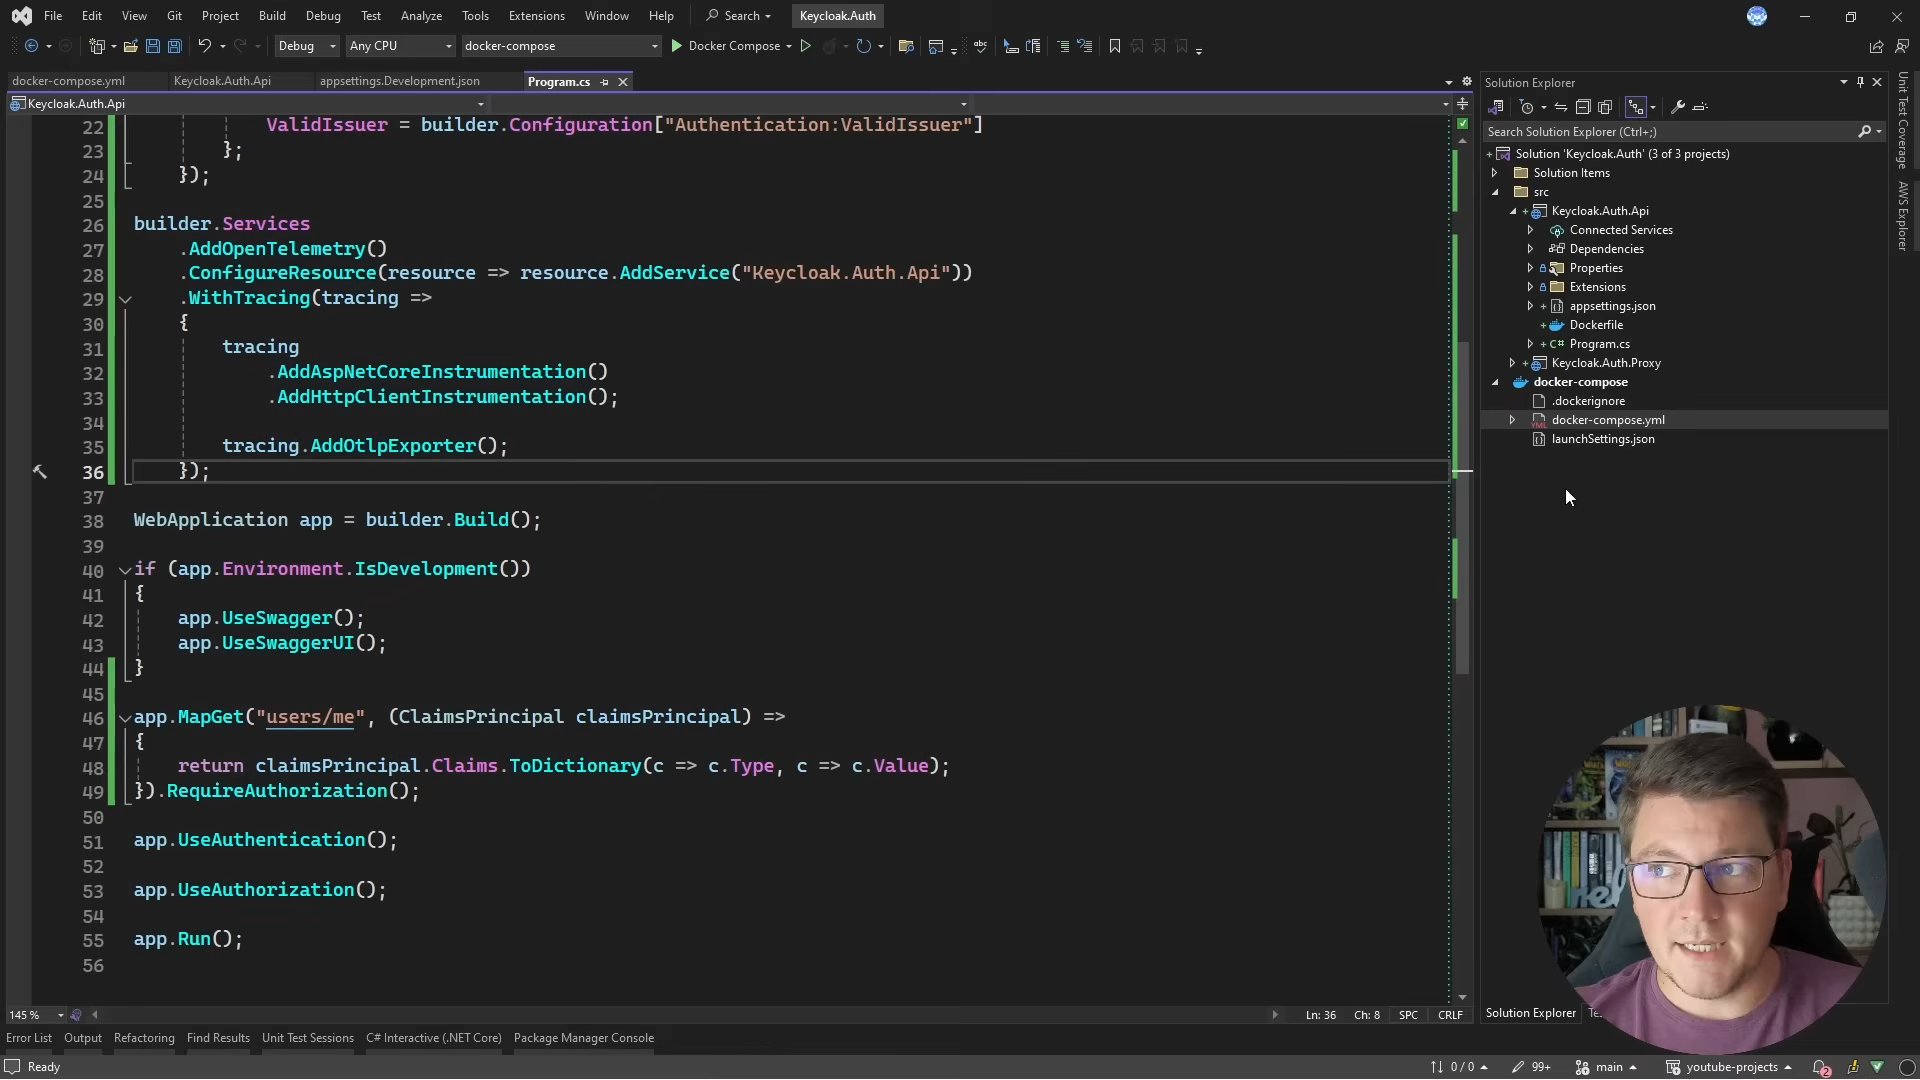 File Edit View Git Project Build Debug Test Analyze Tools Extensions Window Help Search Keycloak.Auth
Debug Any CPU docker-compose Docker Compose
docker-compose.yml Keycloak.Auth.Api appsettings.Development.json Program.cs
Keycloak.Auth.Api
22 ValidIssuer = builder.Configuration["Authentication:ValidIssuer"]
23 };
24 });
25
26 builder.Services
27 .AddOpenTelemetry()
28 .ConfigureResource(resource => resource.AddService("Keycloak.Auth.Api"))
29 .WithTracing(tracing =>
30 {
31 tracing
32 .AddAspNetCoreInstrumentation()
33 .AddHttpClientInstrumentation();
34
35 tracing.AddOtlpExporter();
36 });
37
38 WebApplication app = builder.Build();
39
40 if (app.Environment.IsDevelopment())
41 {
42 app.UseSwagger();
43 app.UseSwaggerUI();
44 }
45
46 app.MapGet("users/me", (ClaimsPrincipal claimsPrincipal) =>
47 {
48 return claimsPrincipal.Claims.ToDictionary(c => c.Type, c => c.Value);
49 }).RequireAuthorization();
50
51 app.UseAuthentication();
52
53 app.UseAuthorization();
54
55 app.Run();
56
145 % Ln: 36 Ch: 8 SPC CRLF
Solution Explorer
Search Solution Explorer (Ctrl+;)
Solution 'Keycloak.Auth' (3 of 3 projects)
Solution Items
src
Keycloak.Auth.Api
Connected Services
Dependencies
Properties
Extensions
appsettings.json
Dockerfile
C# Program.cs
Keycloak.Auth.Proxy
docker-compose
.dockerignore
docker-compose.yml
launchSettings.json
Solution Explorer
Unit Test Coverage
AWS Explorer
Error List Output Refactoring Find Results Unit Test Sessions C# Interactive (.NET Core) Package Manager Console
Ready 0 / 0 99+ main youtube-projects 2